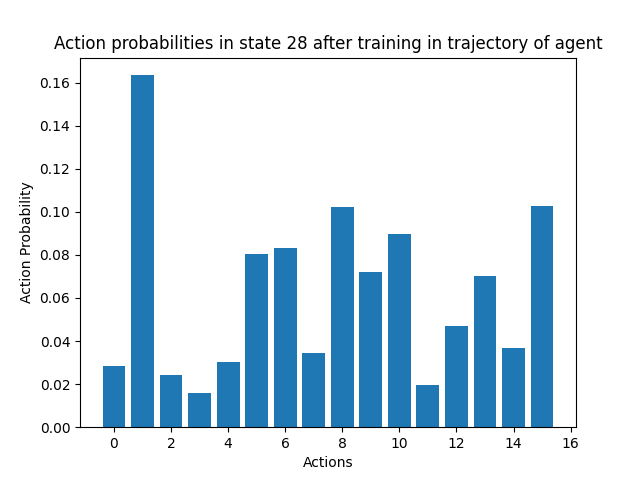 Action probabilities in state 28 after training in trajectory of agent
0.16
0.14
0.12
0.10
0.08
0.06
0.04
0.02
0.00
Action Probability
0 2 4 6 8 10 12 14 16
Actions